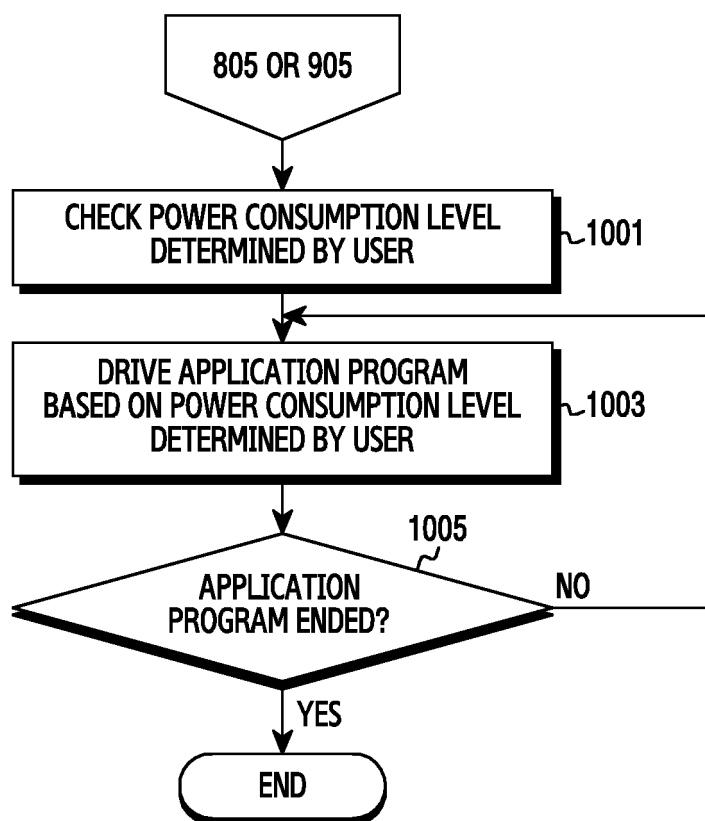 805 OR 905
CHECK POWER CONSUMPTION LEVEL
DETERMINED BY USER
1001
DRIVE APPLICATION PROGRAM
BASED ON POWER CONSUMPTION LEVEL
DETERMINED BY USER
1003
1005
APPLICATION
PROGRAM ENDED?
NO
YES
END